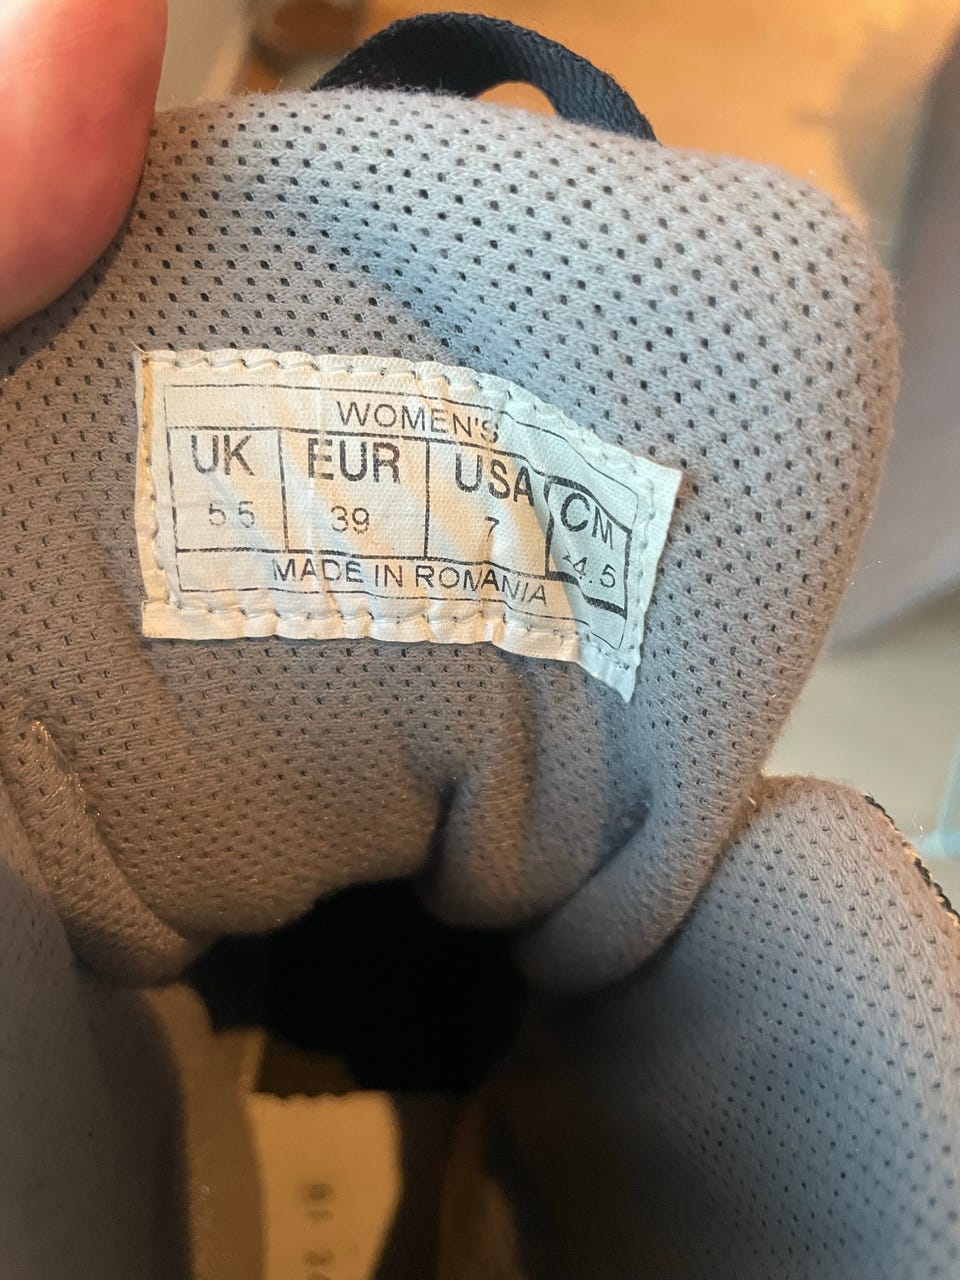 WOMEN'S
UK EUR USA CM
5.5 39 7 -4.5
MADE IN ROMANIA